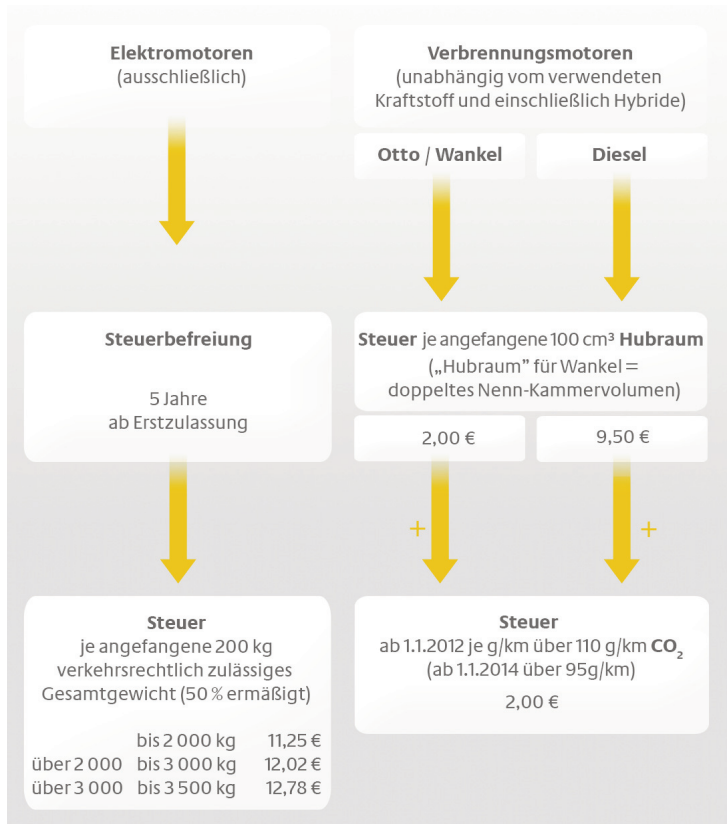 Elektromotoren
(ausschließlich)
Verbrennungsmotoren
(unabhängig vom verwendeten
Kraftstoff und einschließlich Hybride)
Otto / Wankel
Diesel
Steuerbefreiung
5 Jahre
ab Erstzulassung
Steuer je angefangene 100 cm³ Hubraum
(„Hubraum” für Wankel =
doppeltes Nenn-Kammervolumen)
2,00 €
9,50 €
+
+
Steuer
je angefangene 200 kg
verkehrsrechtlich zulässiges
Gesamtgewicht (50 % ermäßigt)
bis 2 000 kg 11,25 €
über 2 000 bis 3 000 kg 12,02 €
über 3 000 bis 3 500 kg 12,78 €
Steuer
ab 1.1.2012 je g/km über 110 g/km CO₂
(ab 1.1.2014 über 95g/km)
2,00 €